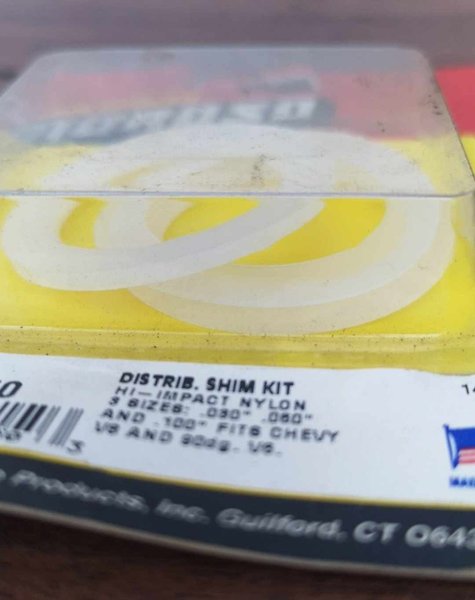 DISTRIB. SHIM KIT
HI-IMPACT NYLON
3 SIZES: .030" .060"
AND .100" FITS CHEVY
V8 AND 90deg. V6.
Products, Inc. Guilford, CT 0643